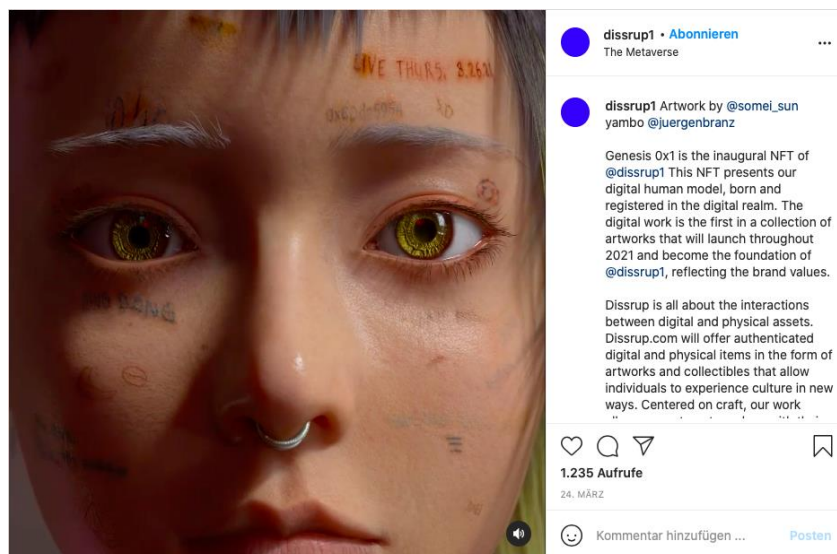 LIVE THURS. 3.26.21
dissrup1 • Abonnieren
The Metaverse
dissrup1 Artwork by @somei_sun
yambo @juergenbranz
Genesis 0x1 is the inaugural NFT of
@dissrup1 This NFT presents our
digital human model, born and
registered in the digital realm. The
digital work is the first in a collection of
artworks that will launch throughout
2021 and become the foundation of
@dissrup1, reflecting the brand values.
Dissrup is all about the interactions
between digital and physical assets.
Dissrup.com will offer authenticated
digital and physical items in the form of
artworks and collectibles that allow
individuals to experience culture in new
ways. Centered on craft, our work
1.235 Aufrufe
24. MÄRZ
Kommentar hinzufügen ...
Posten